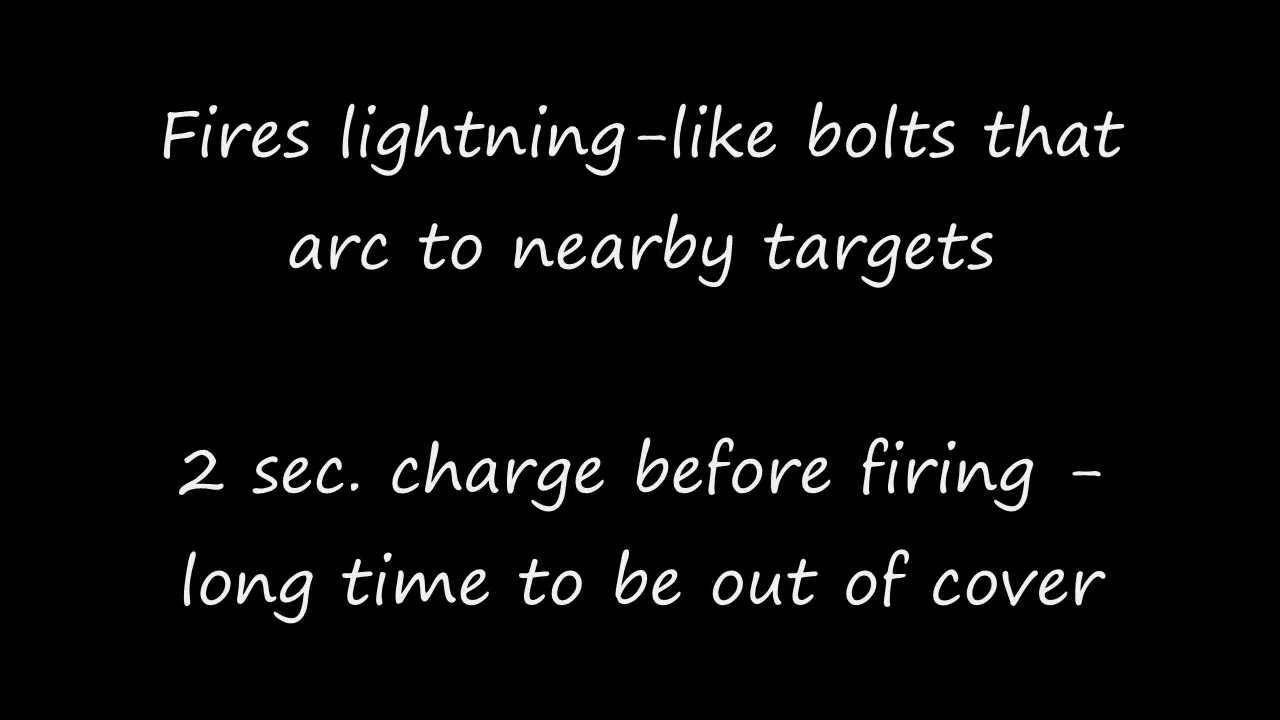 Fires lightning-like bolts that
arc to nearby targets
2 sec. charge before firing -
long time to be out of cover